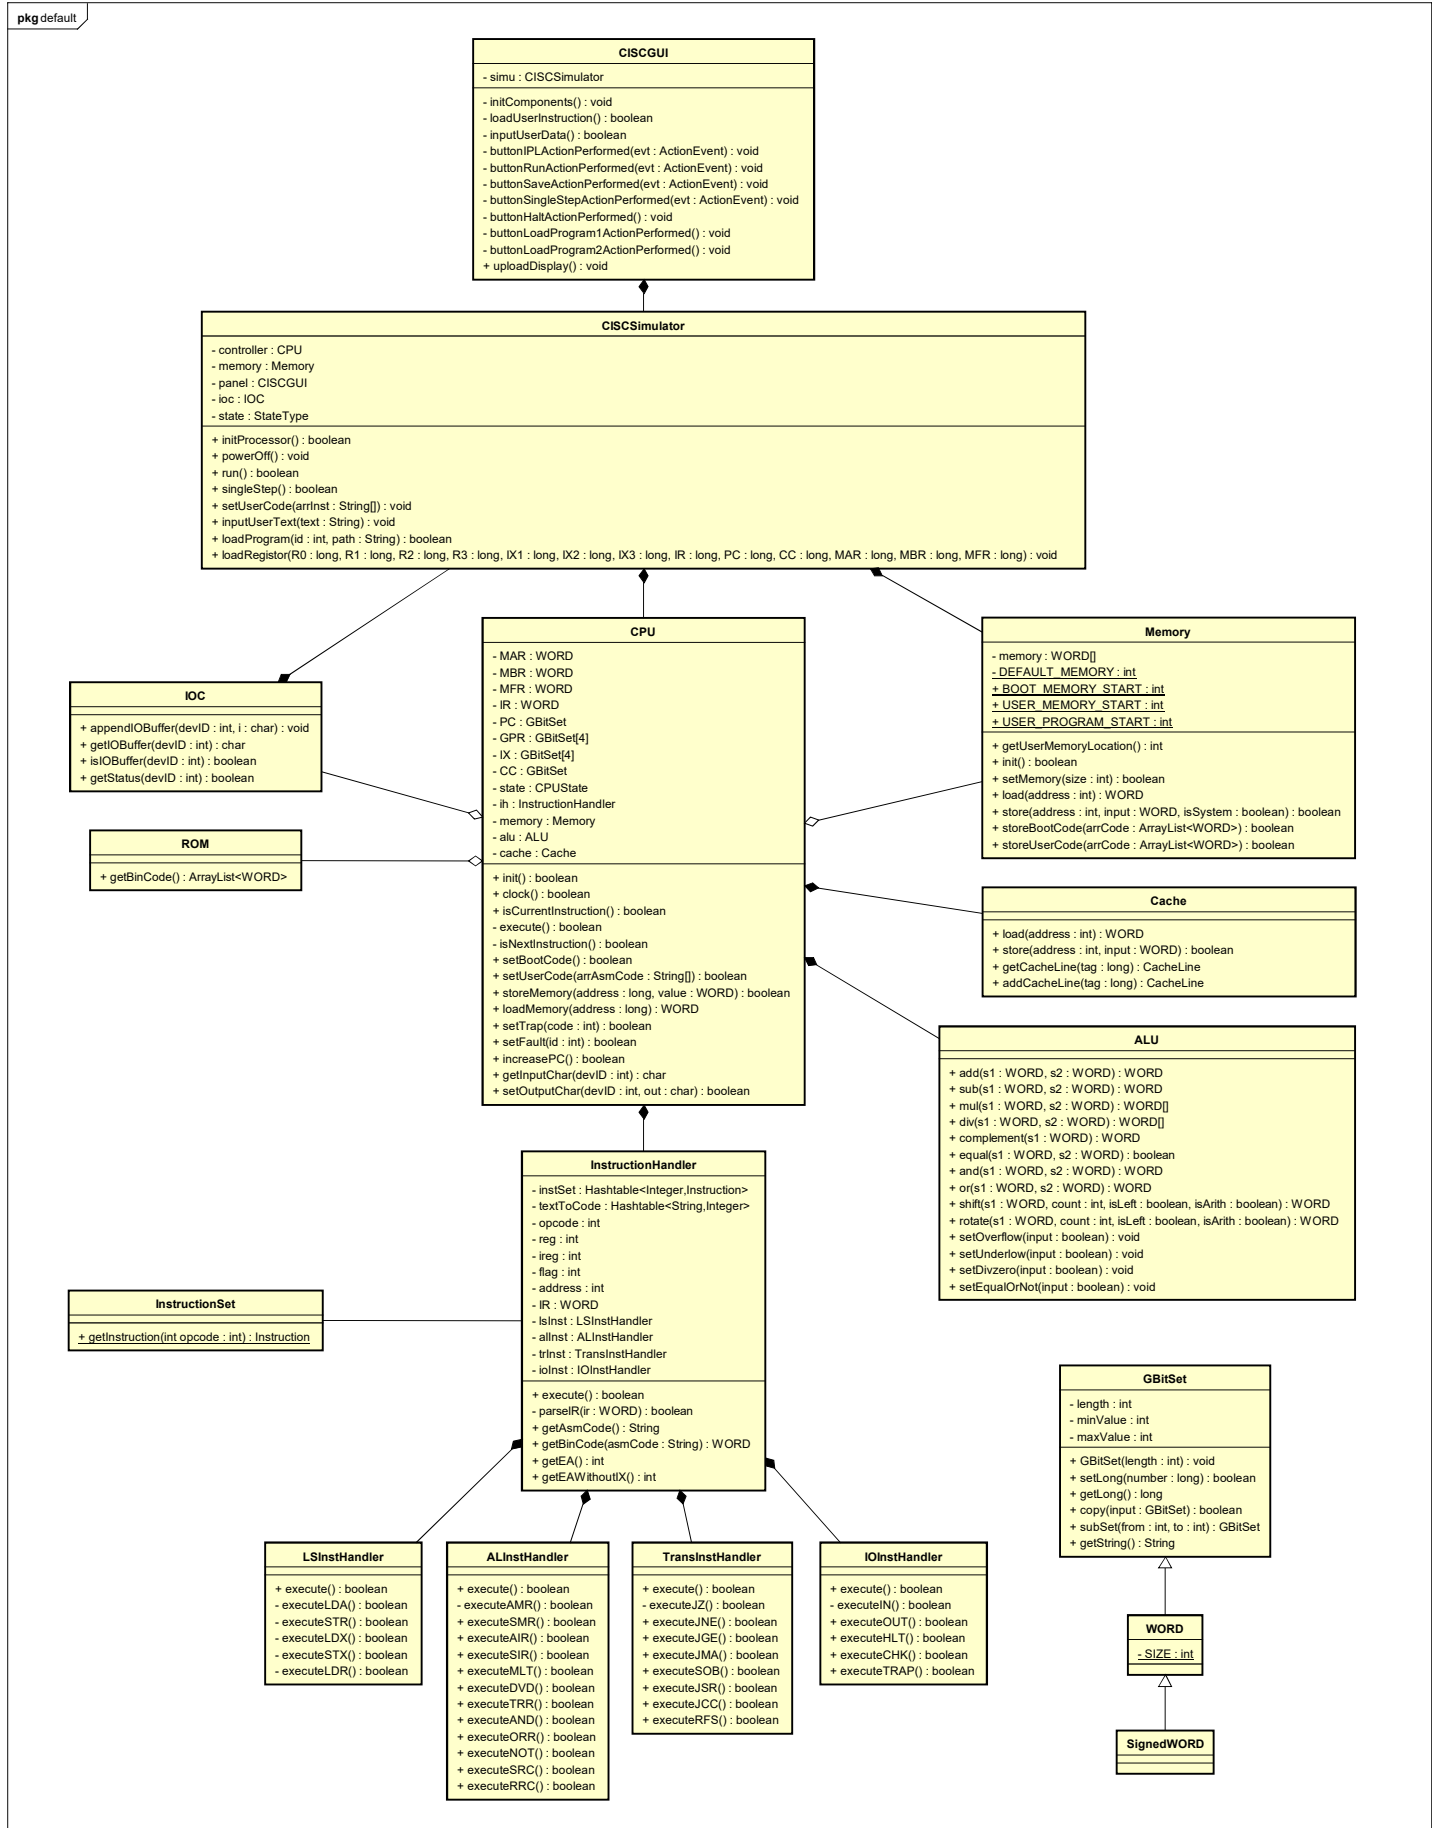 pkg default
CISCGUI
- simu : CISCSimulator
- initComponents() : void
- loadUserInstruction() : boolean
- inputUserData() : boolean
- buttonIPLActionPerformed(evt : ActionEvent) : void
- buttonRunActionPerformed(evt : ActionEvent) : void
- buttonSaveActionPerformed(evt : ActionEvent) : void
- buttonSingleStepActionPerformed(evt : ActionEvent) : void
- buttonHaltActionPerformed() : void
- buttonLoadProgram1ActionPerformed() : void
- buttonLoadProgram2ActionPerformed() : void
+ uploadDisplay() : void
CISCSimulator
- controller : CPU
- memory : Memory
- panel : CISCGUI
- ioc : IOC
- state : StateType
+ initProcessor() : boolean
+ powerOff() : void
+ run() : boolean
+ singleStep() : boolean
+ setUserCode(arrInst : String[]) : void
+ inputUserText(text : String) : void
+ loadProgram(id : int, path : String) : boolean
+ loadRegistor(R0 : long, R1 : long, R2 : long, R3 : long, IX1 : long, IX2 : long, IX3 : long, IR : long, PC : long, CC : long, MAR : long, MBR : long, MFR : long) : void
IOC
+ appendIOBuffer(devID : int, i : char) : void
+ getIOBuffer(devID : int) : char
+ isIOBuffer(devID : int) : boolean
+ getStatus(devID : int) : boolean
ROM
+ getBinCode() : ArrayList<WORD>
CPU
- MAR : WORD
- MBR : WORD
- MFR : WORD
- IR : WORD
- PC : GBitSet
- GPR : GBitSet[4]
- IX : GBitSet[4]
- CC : GBitSet
- state : CPUState
- ih : InstructionHandler
- memory : Memory
- alu : ALU
- cache : Cache
+ init() : boolean
+ clock() : boolean
+ isCurrentInstruction() : boolean
- execute() : boolean
- isNextInstruction() : boolean
+ setBootCode() : boolean
+ setUserCode(arrAsmCode : String[]) : boolean
+ storeMemory(address : long, value : WORD) : boolean
+ loadMemory(address : long) : WORD
+ setTrap(code : int) : boolean
+ setFault(id : int) : boolean
+ increasePC() : boolean
+ getInputChar(devID : int) : char
+ setOutputChar(devID : int, out : char) : boolean
Memory
- memory : WORD[]
- DEFAULT_MEMORY : int
+ BOOT_MEMORY_START : int
+ USER_MEMORY_START : int
+ USER_PROGRAM_START : int
+ getUserMemoryLocation() : int
+ init() : boolean
+ setMemory(size : int) : boolean
+ load(address : int) : WORD
+ store(address : int, input : WORD, isSystem : boolean) : boolean
+ storeBootCode(arrCode : ArrayList<WORD>) : boolean
+ storeUserCode(arrCode : ArrayList<WORD>) : boolean
Cache
+ load(address : int) : WORD
+ store(address : int, input : WORD) : boolean
+ getCacheLine(tag : long) : CacheLine
+ addCacheLine(tag : long) : CacheLine
ALU
+ add(s1 : WORD, s2 : WORD) : WORD
+ sub(s1 : WORD, s2 : WORD) : WORD
+ mul(s1 : WORD, s2 : WORD) : WORD[]
+ div(s1 : WORD, s2 : WORD) : WORD[]
+ complement(s1 : WORD) : WORD
+ equal(s1 : WORD, s2 : WORD) : boolean
+ and(s1 : WORD, s2 : WORD) : WORD
+ or(s1 : WORD, s2 : WORD) : WORD
+ shift(s1 : WORD, count : int, isLeft : boolean, isArith : boolean) : WORD
+ rotate(s1 : WORD, count : int, isLeft : boolean, isArith : boolean) : WORD
+ setOverflow(input : boolean) : void
+ setUnderlow(input : boolean) : void
+ setDivzero(input : boolean) : void
+ setEqualOrNot(input : boolean) : void
InstructionHandler
- instSet : Hashtable<Integer,Instruction>
- textToCode : Hashtable<String,Integer>
- opcode : int
- reg : int
- ireg : int
- flag : int
- address : int
- IR : WORD
- lsInst : LSInstHandler
- alInst : ALInstHandler
- trInst : TransInstHandler
- ioInst : IOInstHandler
+ execute() : boolean
- parseIR(ir : WORD) : boolean
+ getAsmCode() : String
+ getBinCode(asmCode : String) : WORD
+ getEA() : int
+ getEAWithoutIX() : int
InstructionSet
+ getInstruction(int opcode : int) : Instruction
LSInstHandler
+ execute() : boolean
- executeLDA() : boolean
- executeSTR() : boolean
- executeLDX() : boolean
- executeSTX() : boolean
- executeLDR() : boolean
ALInstHandler
+ execute() : boolean
- executeAMR() : boolean
+ executeSMR() : boolean
+ executeAIR() : boolean
+ executeSIR() : boolean
+ executeMLT() : boolean
+ executeDVD() : boolean
+ executeTRR() : boolean
+ executeAND() : boolean
+ executeORR() : boolean
+ executeNOT() : boolean
+ executeSRC() : boolean
+ executeRRC() : boolean
TransInstHandler
+ execute() : boolean
- executeJZ() : boolean
+ executeJNE() : boolean
+ executeJGE() : boolean
+ executeJMA() : boolean
+ executeSOB() : boolean
+ executeJSR() : boolean
+ executeJCC() : boolean
+ executeRFS() : boolean
IOInstHandler
+ execute() : boolean
- executeIN() : boolean
+ executeOUT() : boolean
+ executeHLT() : boolean
+ executeCHK() : boolean
+ executeTRAP() : boolean
GBitSet
- length : int
- minValue : int
- maxValue : int
+ GBitSet(length : int) : void
+ setLong(number : long) : boolean
+ getLong() : long
+ copy(input : GBitSet) : boolean
+ subSet(from : int, to : int) : GBitSet
+ getString() : String
WORD
- SIZE : int
SignedWORD